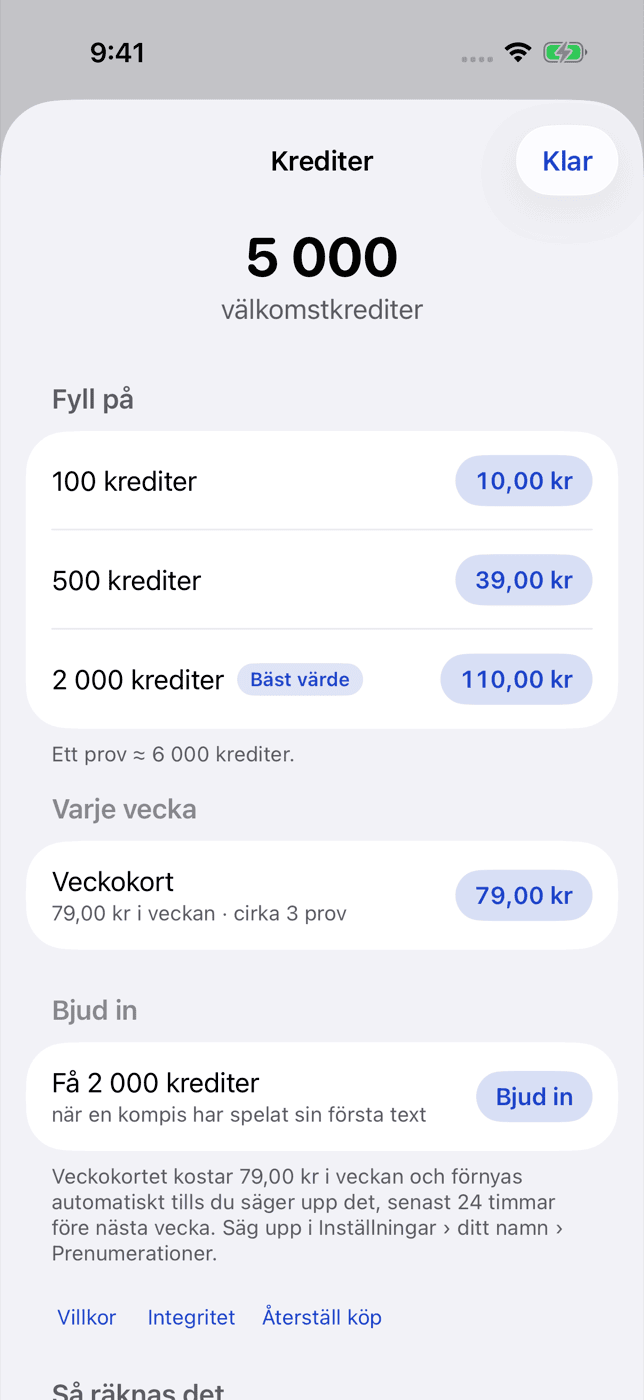 9:41
Krediter
Klar
5 000
välkomstkrediter
Fyll på
100 krediter
10,00 kr
500 krediter
39,00 kr
2 000 krediter
Bäst värde
110,00 kr
Ett prov ≈ 6 000 krediter.
Varje vecka
Veckokort
79,00 kr i veckan · cirka 3 prov
79,00 kr
Bjud in
Få 2 000 krediter
när en kompis har spelat sin första text
Bjud in
Veckokortet kostar 79,00 kr i veckan och förnyas
automatiskt tills du säger upp det, senast 24 timmar
före nästa vecka. Säg upp i Inställningar › ditt namn ›
Prenumerationer.
Villkor
Integritet
Återställ köp
Så räknas det